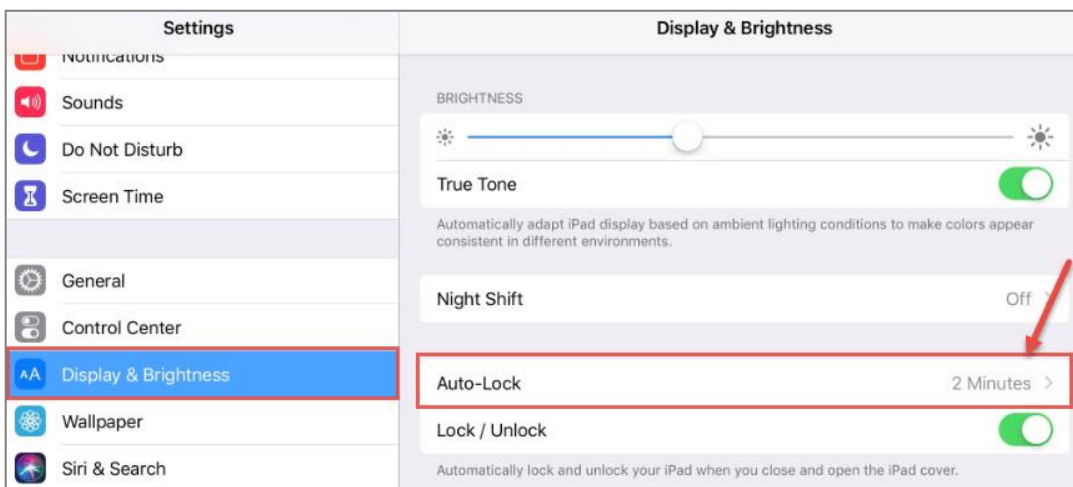 Settings
Display & Brightness
Notifications
Sounds
Do Not Disturb
Screen Time
General
Control Center
AA Display & Brightness
Wallpaper
Siri & Search
BRIGHTNESS
True Tone
Automatically adapt iPad display based on ambient lighting conditions to make colors appear
consistent in different environments.
Night Shift Off
Auto-Lock 2 Minutes
Lock / Unlock
Automatically lock and unlock your iPad when you close and open the iPad cover.